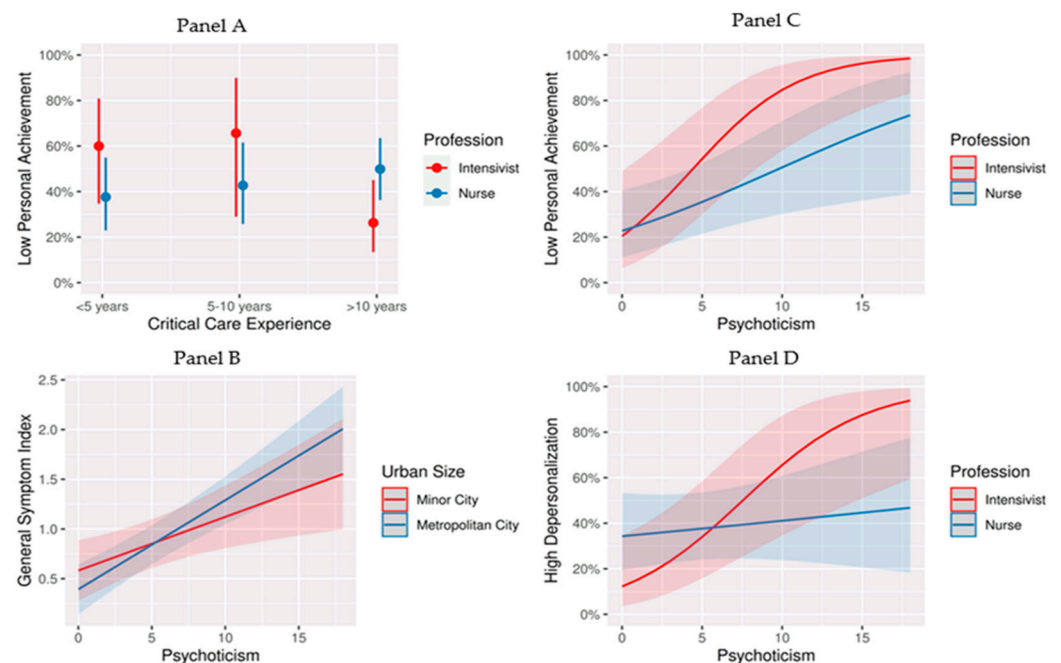 Panel A
Low Personal Achievement
100%
80%
60%
40%
20%
0%
<5 years
5-10 years
>10 years
Critical Care Experience
Profession
Intensivist
Nurse
Panel C
Low Personal Achievement
100%
80%
60%
40%
20%
0%
0
5
10
15
Psychoticism
Profession
Intensivist
Nurse
Panel B
General Symptom Index
2.5
2.0
1.5
1.0
0.5
0
5
10
15
Psychoticism
Urban Size
Minor City
Metropolitan City
Panel D
High Depersonalization
100%
80%
60%
40%
20%
0%
0
5
10
15
Psychoticism
Profession
Intensivist
Nurse